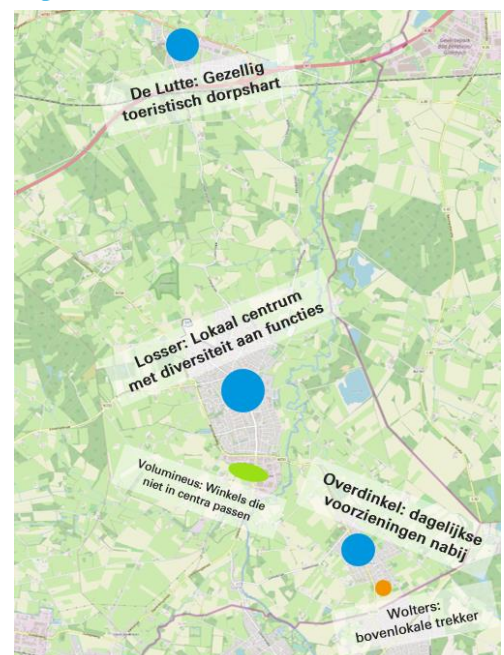 De Lutte: Gezellig
toeristisch dorpshart
Losser: Lokaal centrum
met diversiteit aan functies
Volumineus: Winkels die
niet in centra passen
Overdinkel: dagelijkse
voorzieningen nabij
Wolters:
bovenlokale trekker